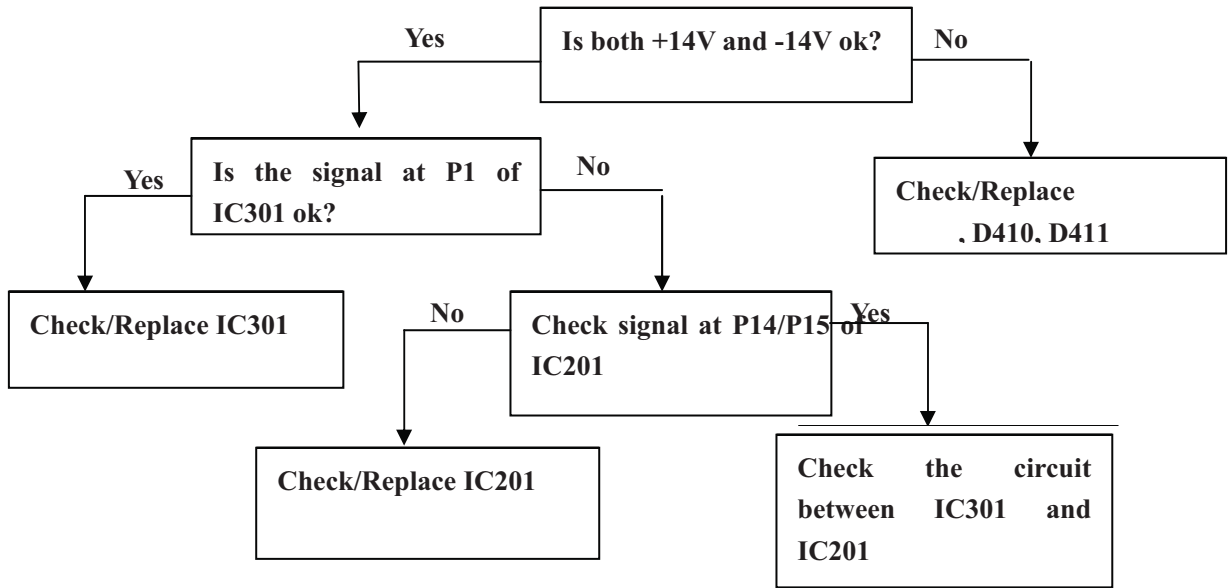 Is both +14V and -14V ok?
Yes
No
Is the signal at P1 of
IC301 ok?
Yes
No
Check/Replace
, D410, D411
Check/Replace IC301
Check signal at P14/P15 of
IC201
No
Yes
Check/Replace IC201
Check the circuit
between IC301 and
IC201